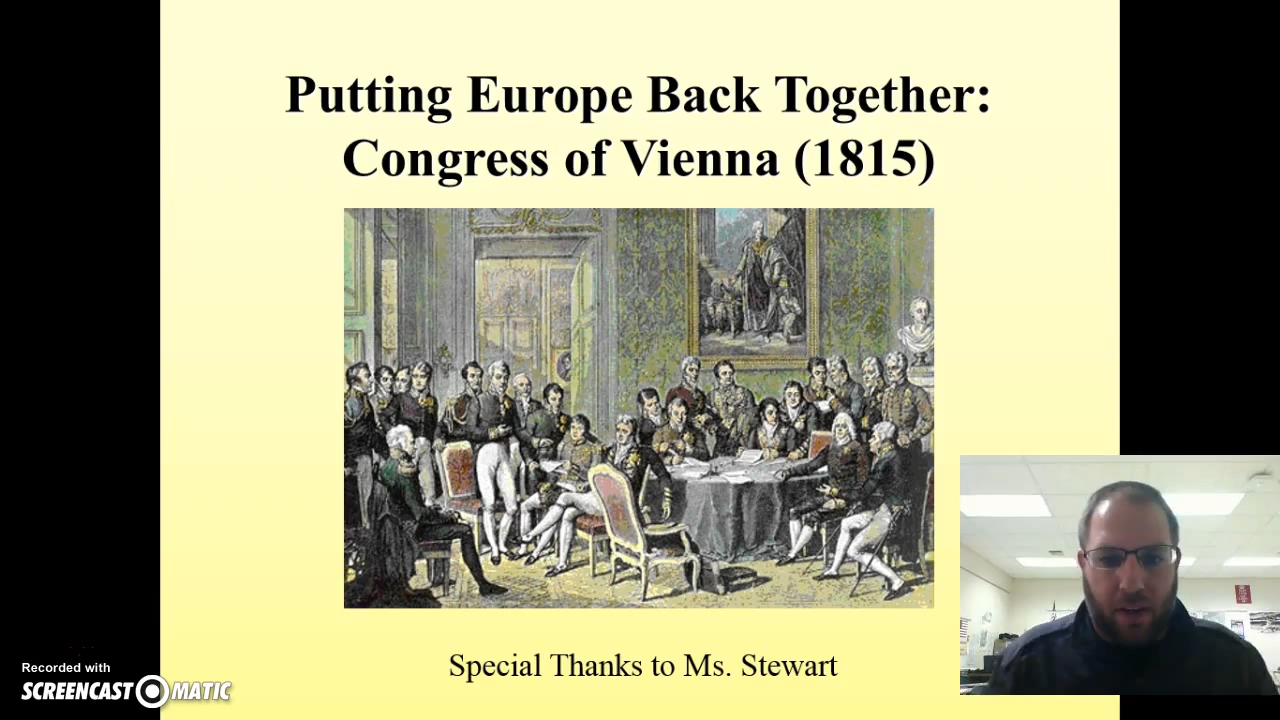 Putting Europe Back Together:
Congress of Vienna (1815)
Special Thanks to Ms. Stewart
Recorded with
SCREENCAST-O-MATIC